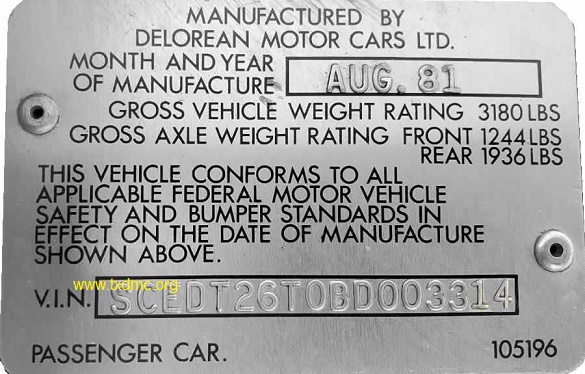 MANUFACTURED BY
DELOREAN MOTOR CARS LTD.
MONTH AND YEAR
OF MANUFACTURE AUG. 81
GROSS VEHICLE WEIGHT RATING 3180 LBS
GROSS AXLE WEIGHT RATING FRONT 1244 LBS
REAR 1936 LBS
THIS VEHICLE CONFORMS TO ALL
APPLICABLE FEDERAL MOTOR VEHICLE
SAFETY AND BUMPER STANDARDS IN
EFFECT ON THE DATE OF MANUFACTURE
SHOWN ABOVE.
www.txdmc.org
V.I.N. SCEDT26T0BD003314
PASSENGER CAR. 105196